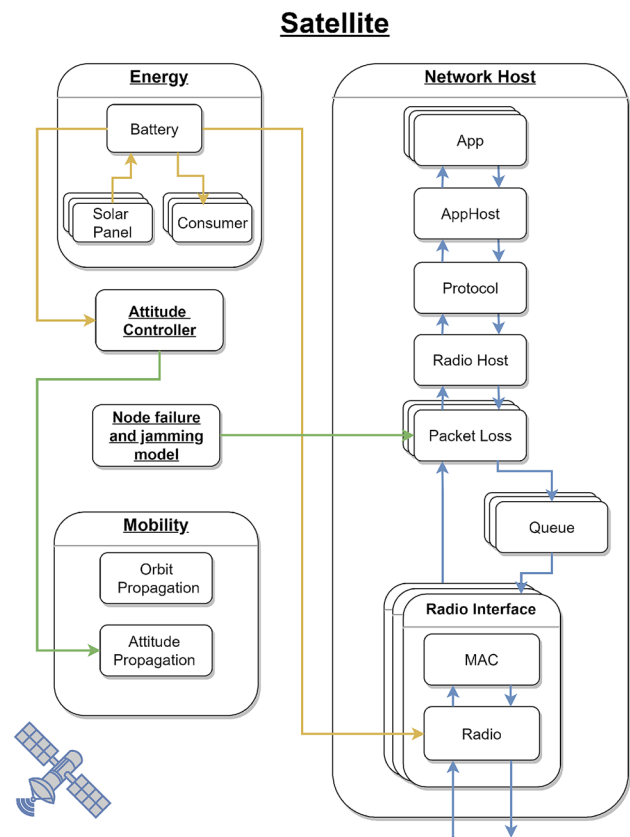 Satellite
Energy
Battery
Solar
Panel
Consumer
Attitude
Controller
Node failure
and jamming
model
Mobility
Orbit
Propagation
Attitude
Propagation
Network Host
App
AppHost
Protocol
Radio Host
Packet Loss
Queue
Radio Interface
MAC
Radio